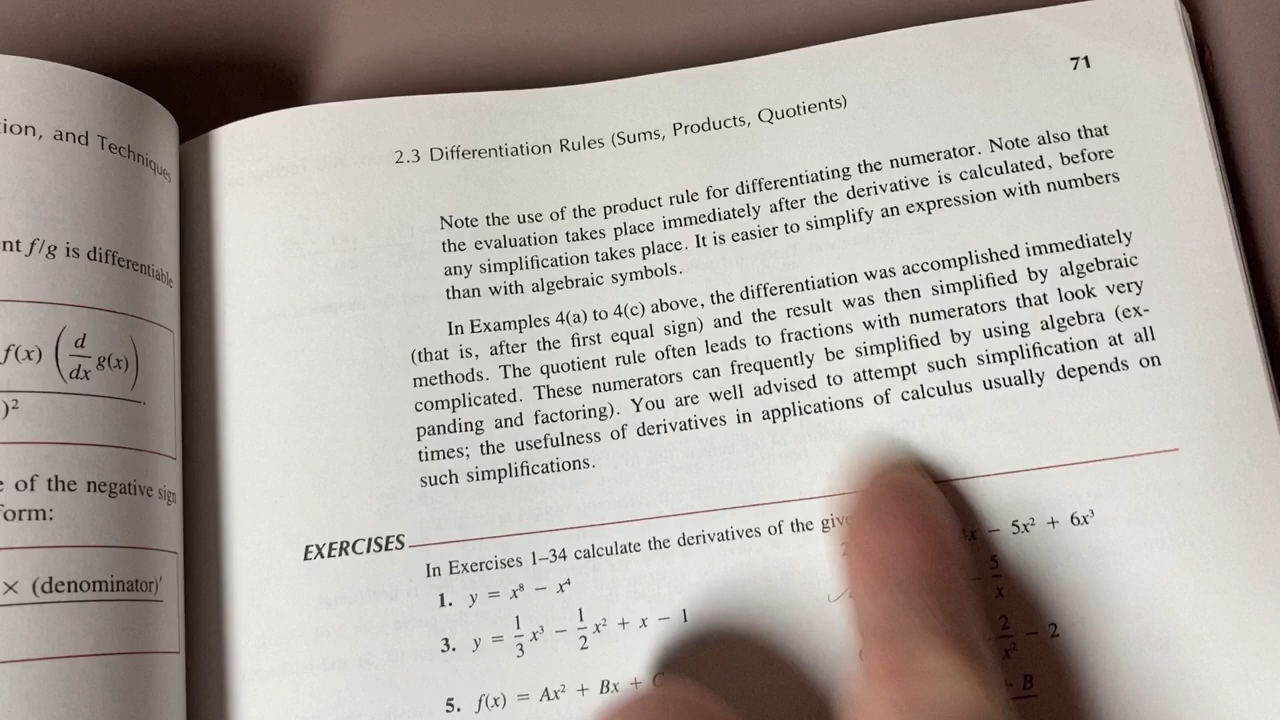 ion, and Techniques
nt f/g is differentiable
f(x) (d/dx g(x))
)²
of the negative sign
orm:
× (denominator)'
71
2.3 Differentiation Rules (Sums, Products, Quotients)
Note the use of the product rule for differentiating the numerator. Note also that
the evaluation takes place immediately after the derivative is calculated, before
any simplification takes place. It is easier to simplify an expression with numbers
than with algebraic symbols.
In Examples 4(a) to 4(c) above, the differentiation was accomplished immediately
(that is, after the first equal sign) and the result was then simplified by algebraic
methods. The quotient rule often leads to fractions with numerators that look very
complicated. These numerators can frequently be simplified by using algebra (ex-
panding and factoring). You are well advised to attempt such simplification at all
times; the usefulness of derivatives in applications of calculus usually depends on
such simplifications.
EXERCISES
In Exercises 1–34 calculate the derivatives of the
1. y = x⁸ − x⁴
x − 5x² + 6x³
3. y = 1/3 x³ − 1/2 x² + x − 1
5/x
5. f(x) = Ax² + Bx + C
2/x² − 2
B